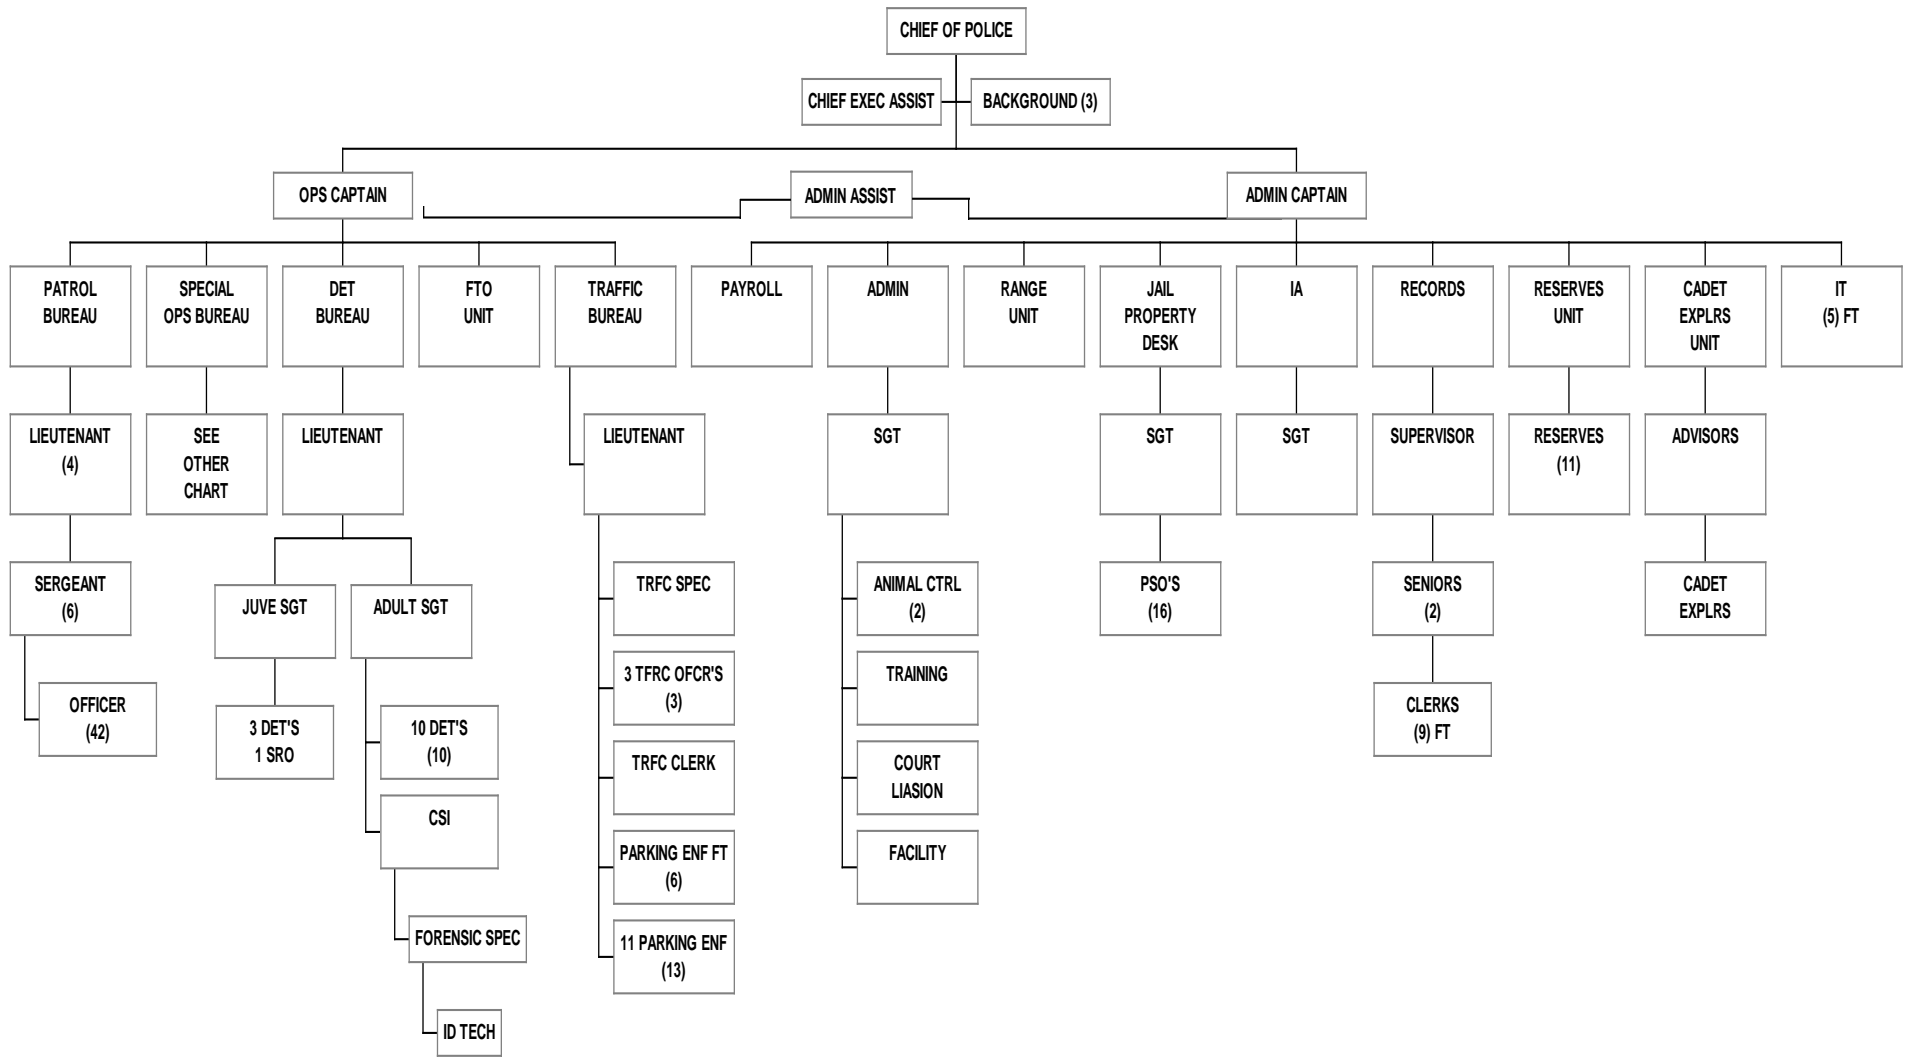 CHIEF OF POLICE
CHIEF EXEC ASSIST
BACKGROUND (3)
OPS CAPTAIN
ADMIN ASSIST
ADMIN CAPTAIN
PATROL
BUREAU
SPECIAL
OPS BUREAU
DET
BUREAU
FTO
UNIT
TRAFFIC
BUREAU
PAYROLL
ADMIN
RANGE
UNIT
JAIL
PROPERTY
DESK
IA
RECORDS
RESERVES
UNIT
CADET
EXPLRS
UNIT
IT
(5) FT
LIEUTENANT
(4)
SEE
OTHER
CHART
LIEUTENANT
LIEUTENANT
SGT
SGT
SGT
SUPERVISOR
RESERVES
(11)
ADVISORS
SERGEANT
(6)
JUVE SGT
ADULT SGT
TRFC SPEC
ANIMAL CTRL
(2)
PSO'S
(16)
SENIORS
(2)
CADET
EXPLRS
OFFICER
(42)
3 DET'S
1 SRO
10 DET'S
(10)
3 TFRC OFCR'S
(3)
TRAINING
CLERKS
(9) FT
CSI
TRFC CLERK
COURT
LIASION
PARKING ENF FT
(6)
FACILITY
FORENSIC SPEC
11 PARKING ENF
(13)
ID TECH